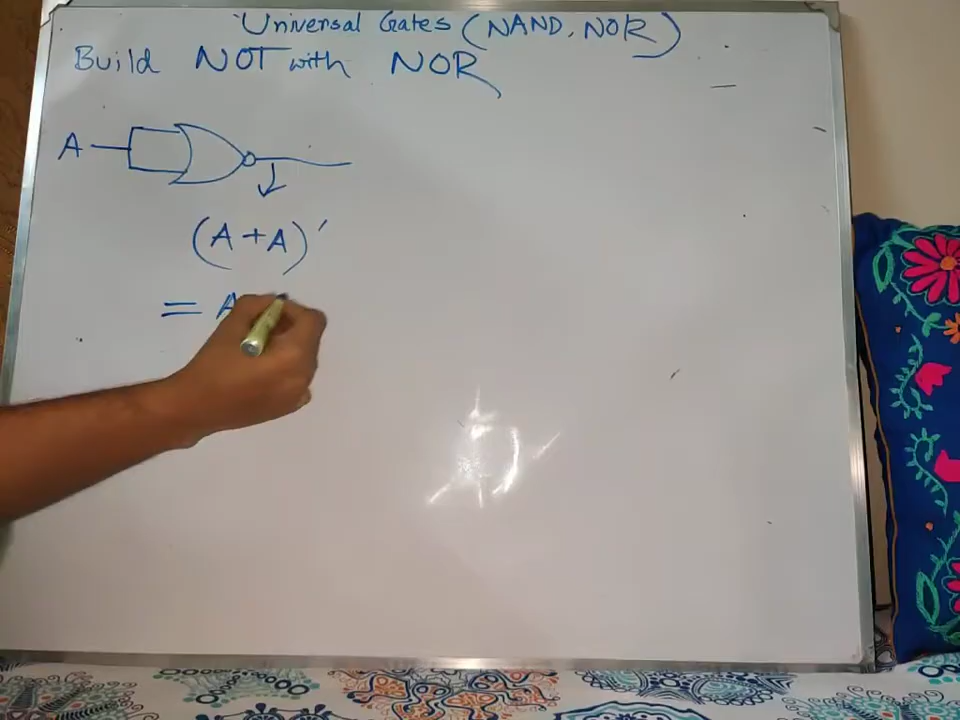 Universal Gates (NAND, NOR)
Build NOT with NOR
A
(A + A)'
= A